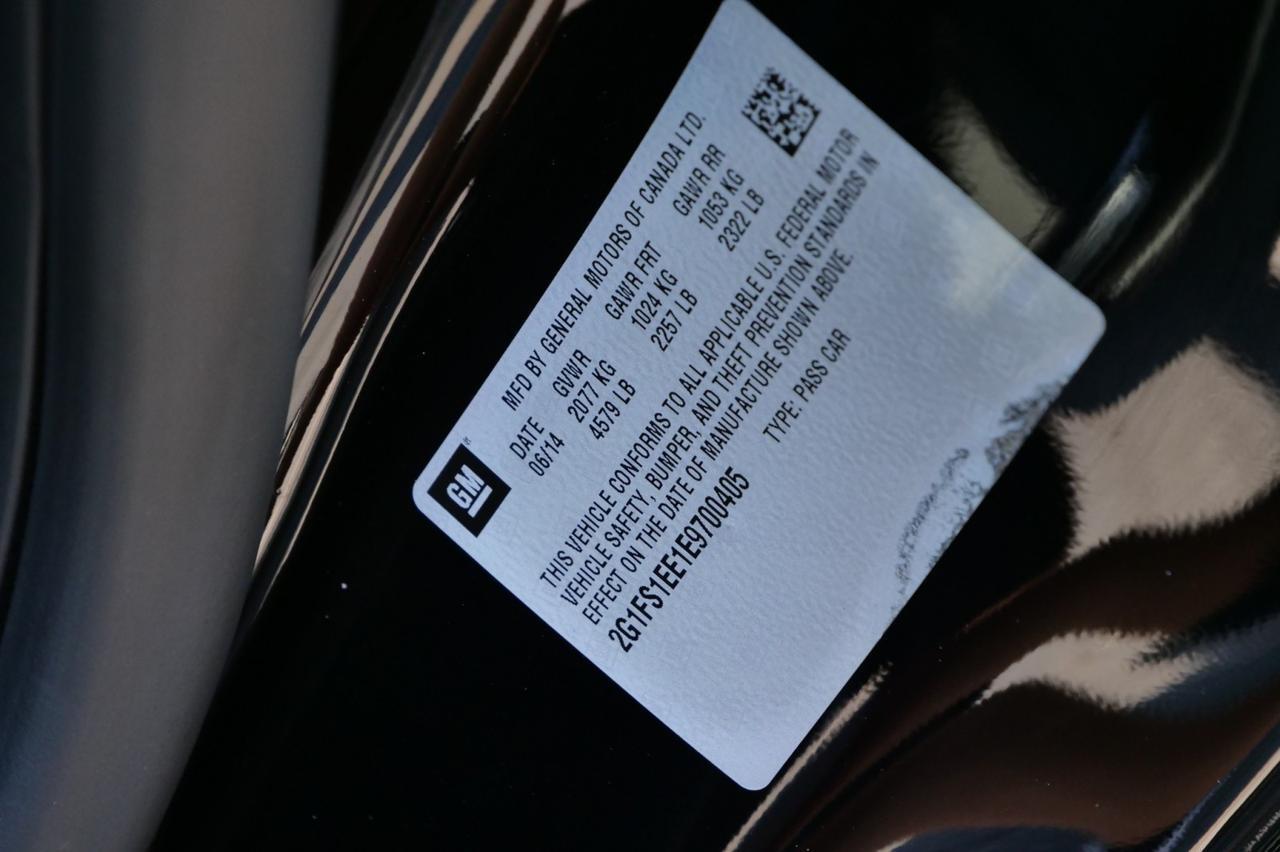 GM
MFD BY GENERAL MOTORS OF CANADA LTD.
DATE GVWR GAWR FRT GAWR RR
06/14 2077 KG 1024 KG 1053 KG
4579 LB 2257 LB 2322 LB
THIS VEHICLE CONFORMS TO ALL APPLICABLE U.S. FEDERAL MOTOR
VEHICLE SAFETY, BUMPER, AND THEFT PREVENTION STANDARDS IN
EFFECT ON THE DATE OF MANUFACTURE SHOWN ABOVE.
2G1FS1EE1E9700405 TYPE: PASS CAR